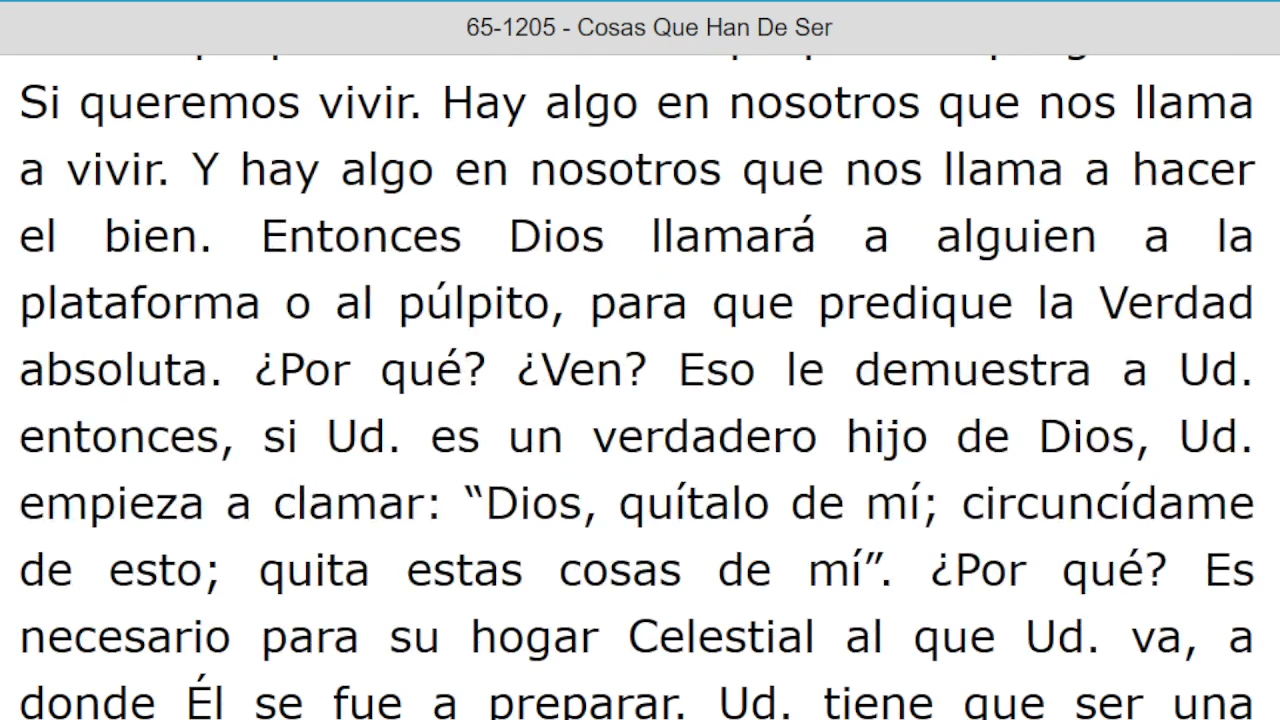 65-1205 - Cosas Que Han De Ser
Si queremos vivir. Hay algo en nosotros que nos llama
a vivir. Y hay algo en nosotros que nos llama a hacer
el bien. Entonces Dios llamará a alguien a la
plataforma o al púlpito, para que predique la Verdad
absoluta. ¿Por qué? ¿Ven? Eso le demuestra a Ud.
entonces, si Ud. es un verdadero hijo de Dios, Ud.
empieza a clamar: “Dios, quítalo de mí; circuncídame
de esto; quita estas cosas de mí”. ¿Por qué? Es
necesario para su hogar Celestial al que Ud. va, a
donde Él se fue a preparar. Ud. tiene que ser una